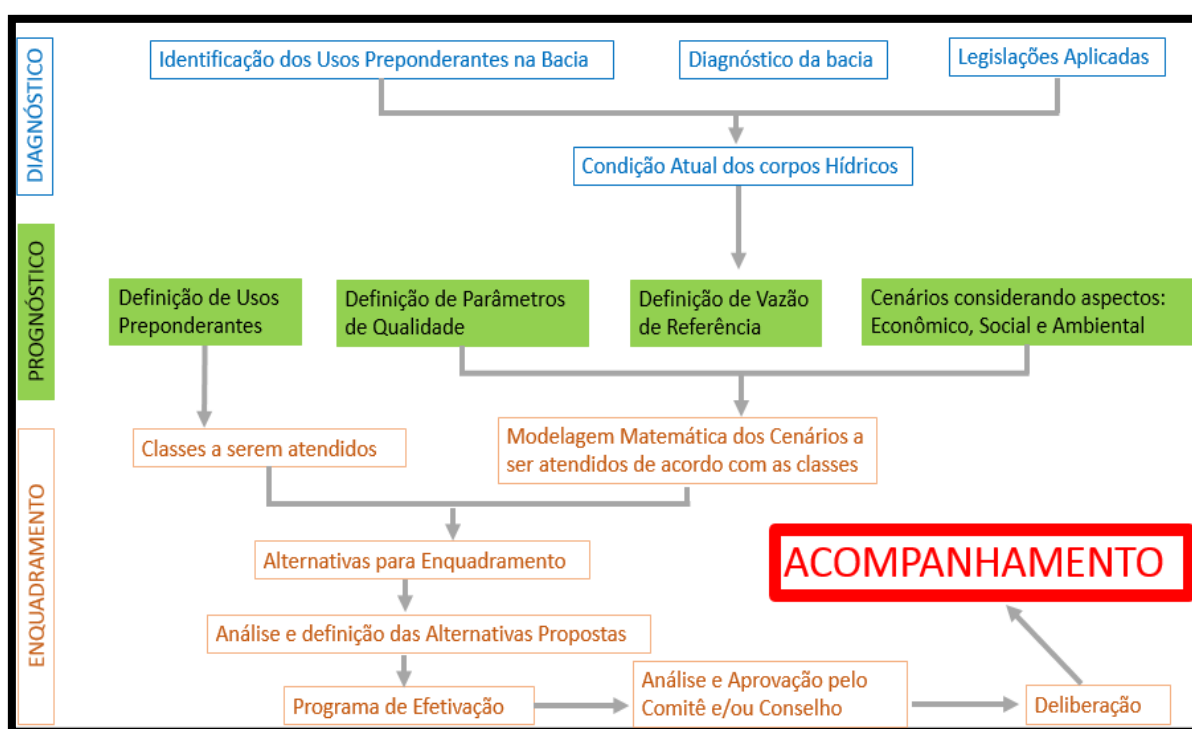 DIAGNÓSTICO
Identificação dos Usos Preponderantes na Bacia
Diagnóstico da bacia
Legislações Aplicadas
Condição Atual dos corpos Hídricos
PROGNÓSTICO
Definição de Usos
Preponderantes
Definição de Parâmetros
de Qualidade
Definição de Vazão
de Referência
Cenários considerando aspectos:
Econômico, Social e Ambiental
ENQUADRAMENTO
Classes a serem atendidos
Modelagem Matemática dos Cenários a
ser atendidos de acordo com as classes
Alternativas para Enquadramento
Análise e definição das Alternativas Propostas
Programa de Efetivação
Análise e Aprovação pelo
Comitê e/ou Conselho
Deliberação
ACOMPANHAMENTO